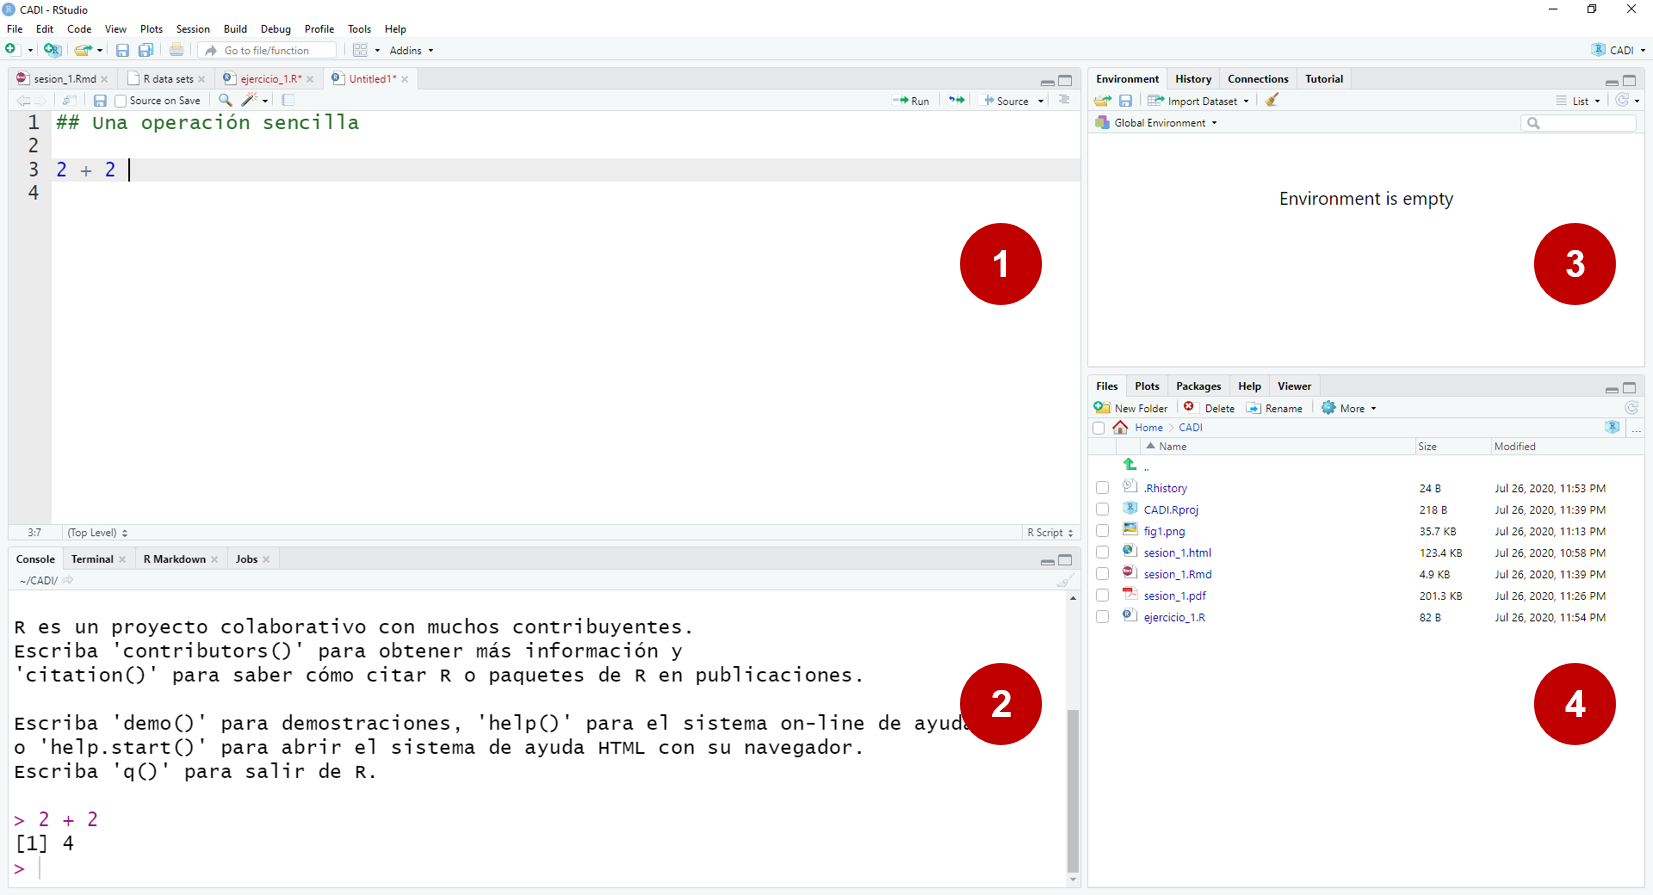 CADI - RStudio
File Edit Code View Plots Session Build Debug Profile Tools Help
Go to file/function Addins CADI
sesion_1.Rmd R data sets ejercicio_1.R* Untitled1*
Source on Save Run Source
1 ## Una operación sencilla
2
3 2 + 2
4
1
3:7 (Top Level) R Script
Console Terminal R Markdown Jobs
~/CADI/
R es un proyecto colaborativo con muchos contribuyentes.
Escriba 'contributors()' para obtener más información y
'citation()' para saber cómo citar R o paquetes de R en publicaciones.
Escriba 'demo()' para demostraciones, 'help()' para el sistema on-line de ayuda
o 'help.start()' para abrir el sistema de ayuda HTML con su navegador.
Escriba 'q()' para salir de R.
2
> 2 + 2
[1] 4
>
Environment History Connections Tutorial
Import Dataset List
Global Environment
Environment is empty
3
Files Plots Packages Help Viewer
New Folder Delete Rename More
Home CADI ...
Name Size Modified
..
.Rhistory 24 B Jul 26, 2020, 11:53 PM
CADI.Rproj 218 B Jul 26, 2020, 11:39 PM
fig1.png 35.7 KB Jul 26, 2020, 11:13 PM
sesion_1.html 123.4 KB Jul 26, 2020, 10:58 PM
sesion_1.Rmd 4.9 KB Jul 26, 2020, 11:39 PM
sesion_1.pdf 201.3 KB Jul 26, 2020, 11:26 PM
ejercicio_1.R 82 B Jul 26, 2020, 11:54 PM
4